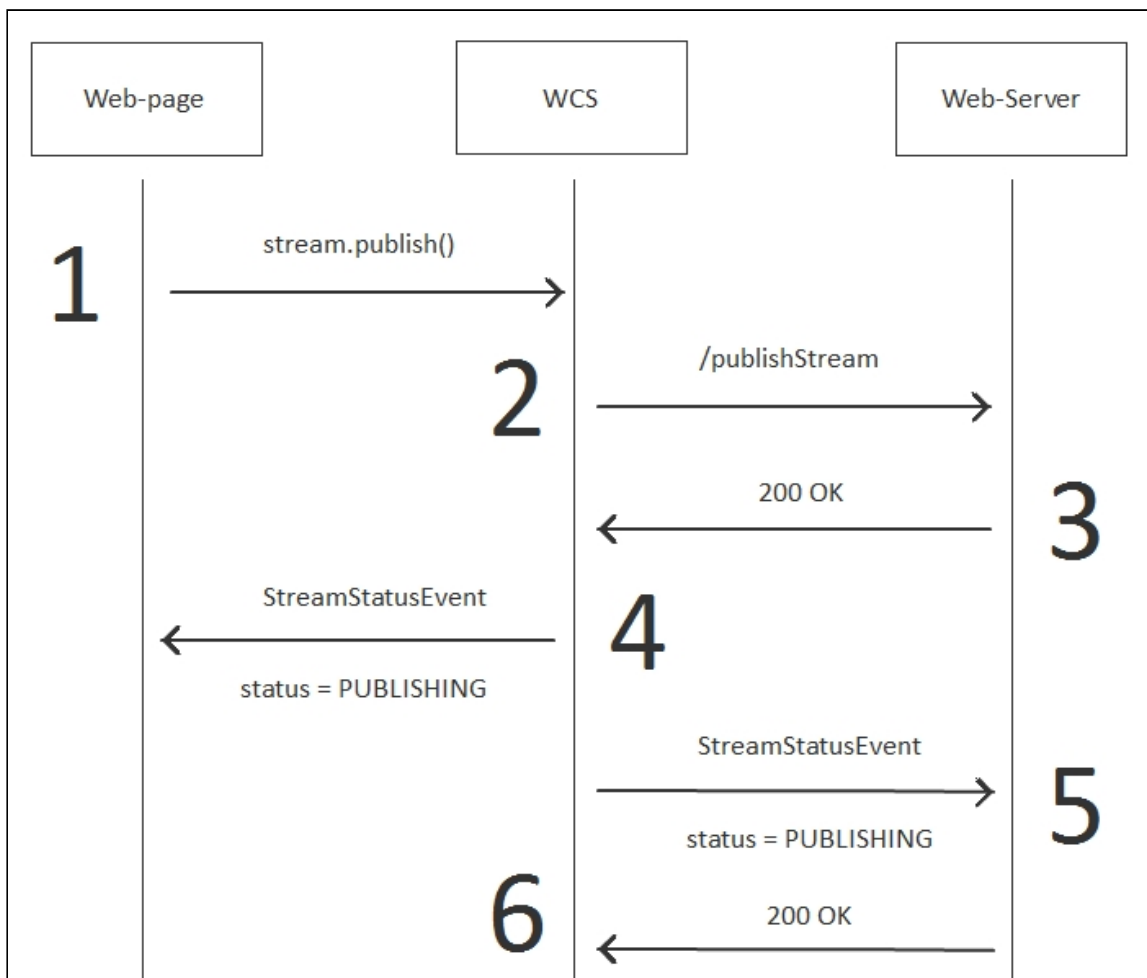 Web-page
WCS
Web-Server
1
stream.publish()
2
/publishStream
200 OK
3
StreamStatusEvent
4
status = PUBLISHING
StreamStatusEvent
5
status = PUBLISHING
6
200 OK